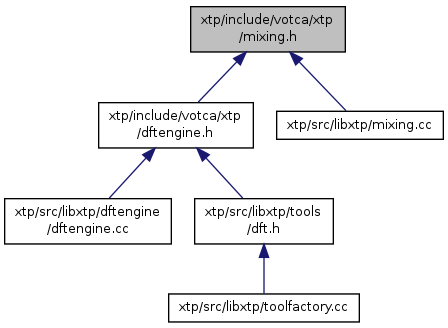 xtp/include/votca/xtp
/mixing.h
xtp/include/votca/xtp
/dftengine.h
xtp/src/libxtp/mixing.cc
xtp/src/libxtp/dftengine
/dftengine.cc
xtp/src/libxtp/tools
/dft.h
xtp/src/libxtp/toolfactory.cc